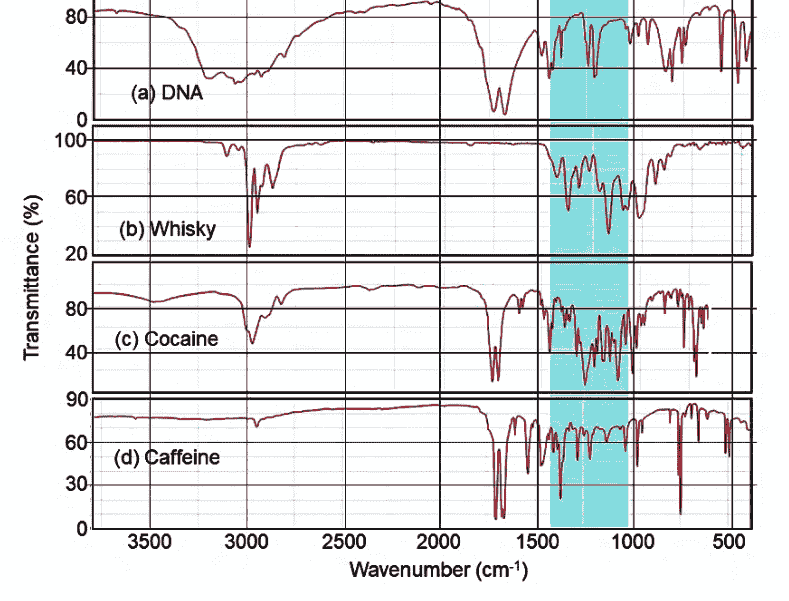 80
40
0
(a) DNA
100
60
20
(b) Whisky
80
40
(c) Cocaine
90
60
30
0
(d) Caffeine
Transmittance (%)
3500 3000 2500 2000 1500 1000 500
Wavenumber (cm⁻¹)